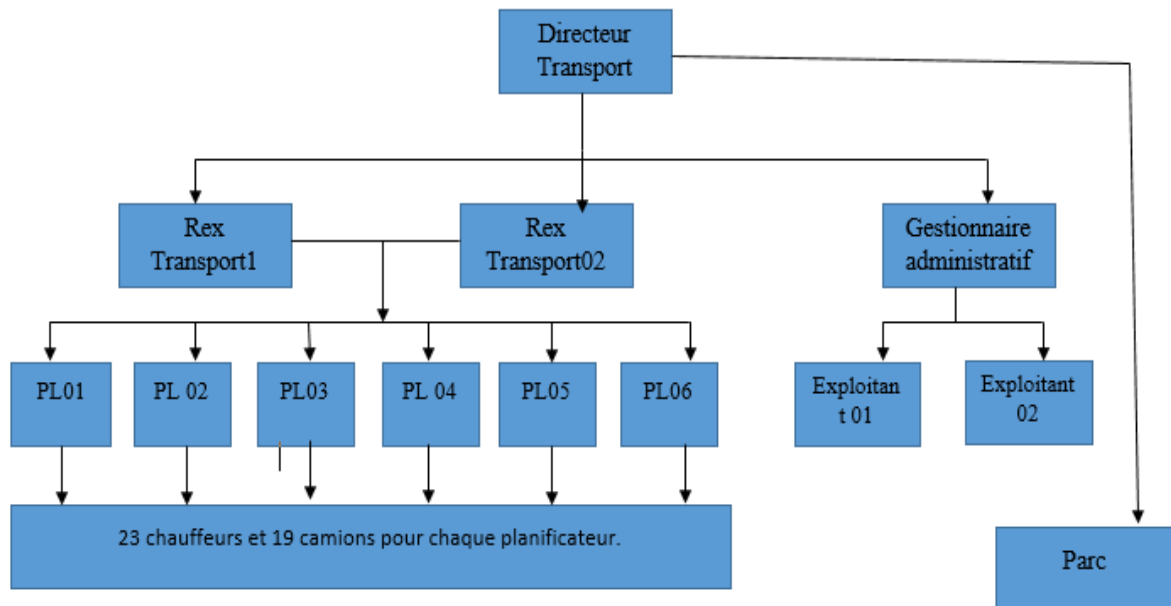 Directeur
Transport
Rex
Transport1
Rex
Transport02
Gestionnaire
administratif
PL01
PL 02
PL03
PL 04
PL05
PL06
Exploitan
t 01
Exploitant
02
23 chauffeurs et 19 camions pour chaque planificateur.
Parc